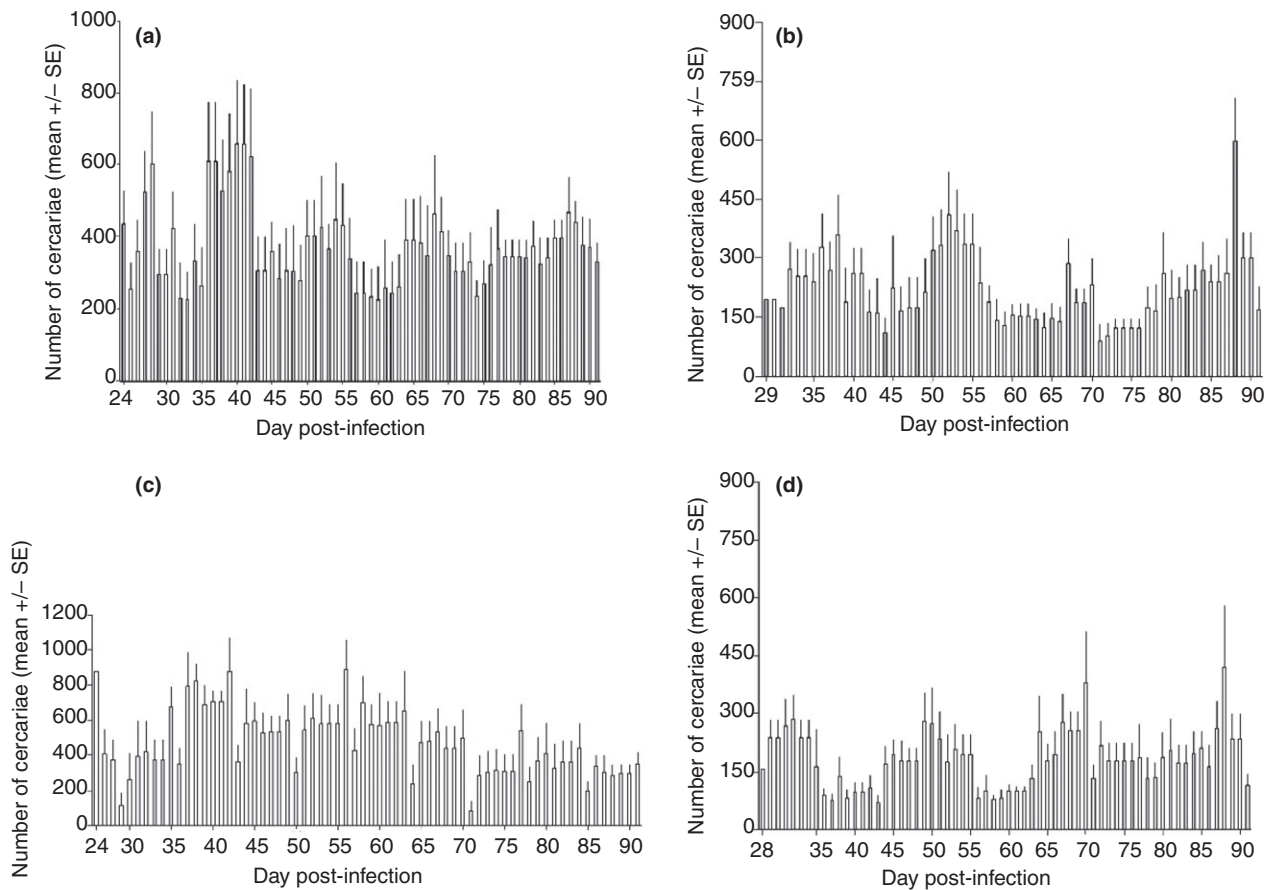 (a)
Number of cercariae (mean +/– SE)
1000
800
600
400
200
0
24 30 35 40 45 50 55 60 65 70 75 80 85 90
Day post-infection
(b)
Number of cercariae (mean +/– SE)
900
759
600
450
300
150
0
29 35 40 45 50 55 60 65 70 75 80 85 90
Day post-infection
(c)
Number of cercariae (mean +/– SE)
1200
1000
800
600
400
200
0
24 30 35 40 45 50 55 60 65 70 75 80 85 90
Day post-infection
(d)
Number of cercariae (mean +/– SE)
900
750
600
450
300
150
0
28 35 40 45 50 55 60 65 70 75 80 85 90
Day post-infection